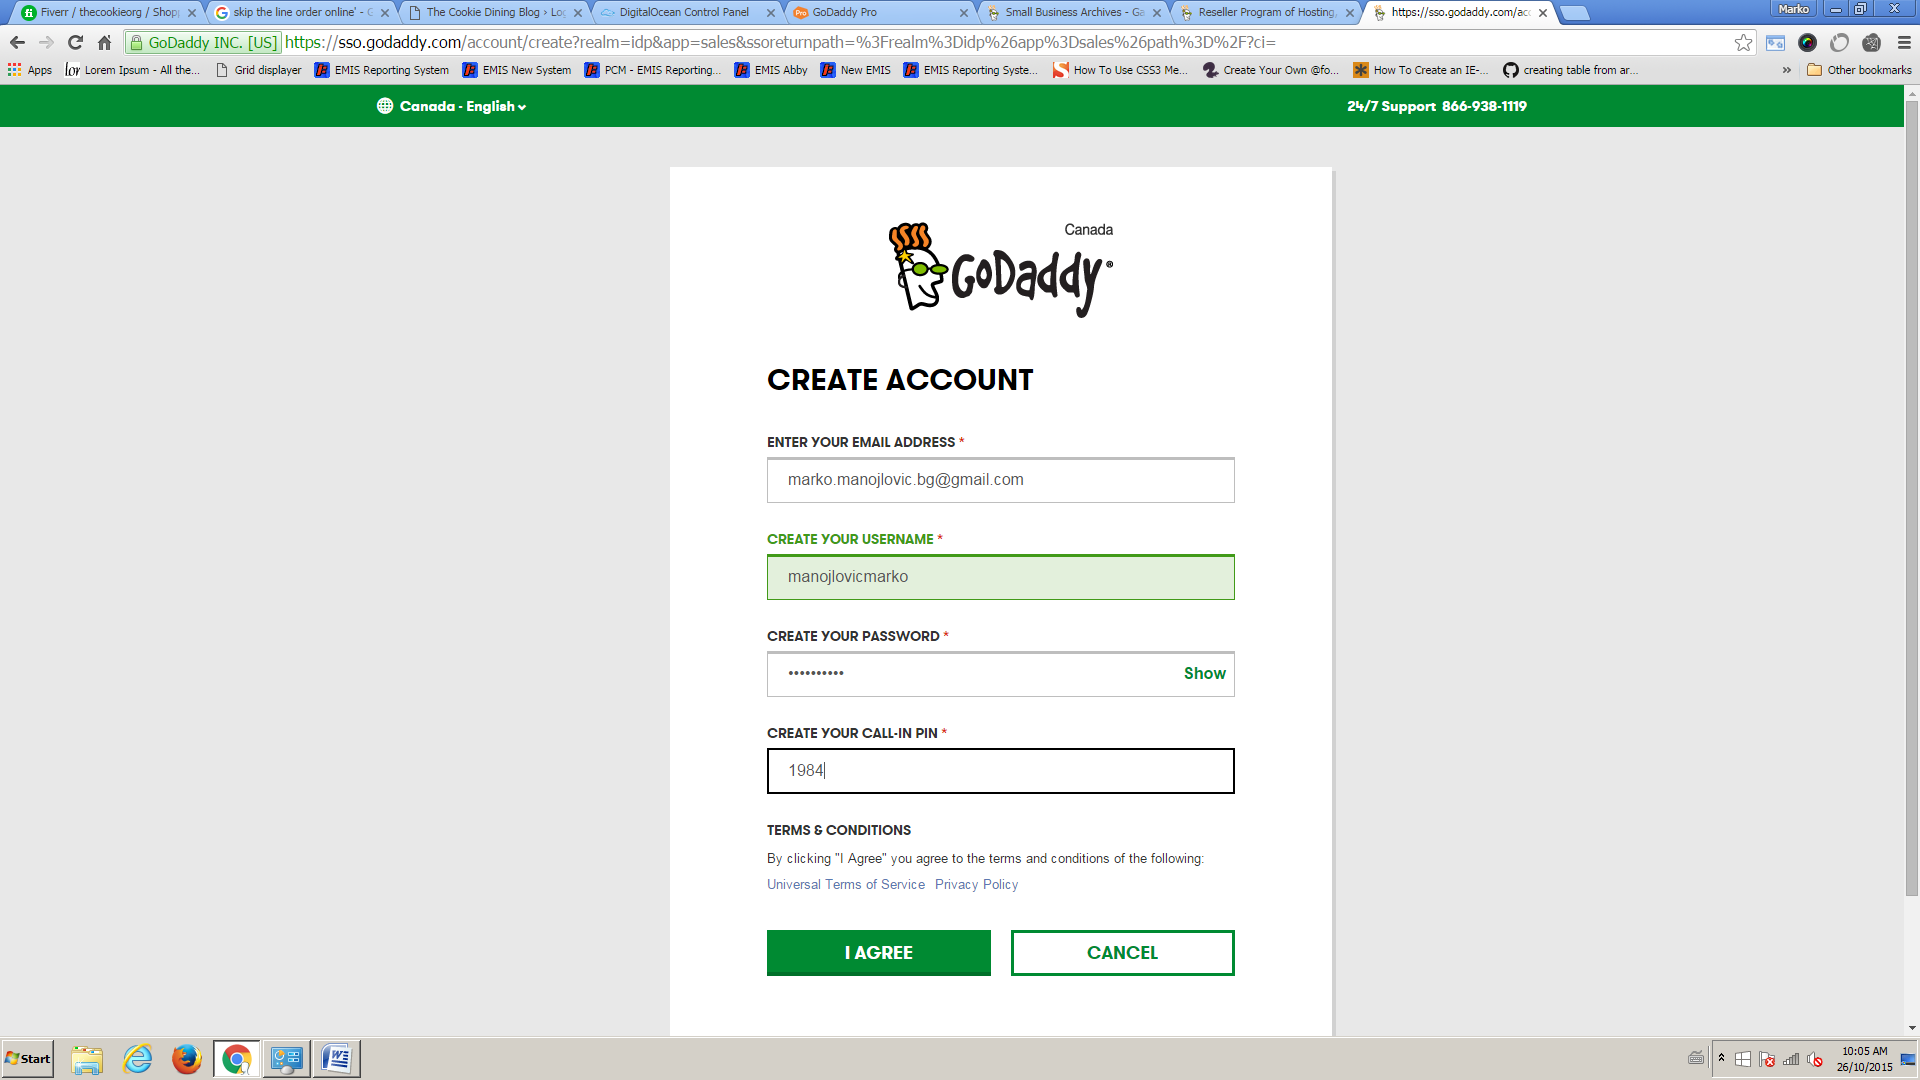 Fiverr / thecookieorg / Shopp
skip the line order online' - G
The Cookie Dining Blog › Log
DigitalOcean Control Panel
GoDaddy Pro
Small Business Archives - Ga
Reseller Program of Hosting,
https://sso.godaddy.com/acc
Marko
GoDaddy INC. [US]
https://sso.godaddy.com/account/create?realm=idp&app=sales&ssoreturnpath=%3Frealm%3Didp%26app%3Dsales%26path%3D%2F?ci=
Apps
Lorem Ipsum - All the...
Grid displayer
EMIS Reporting System
EMIS New System
PCM - EMIS Reporting...
EMIS Abby
New EMIS
EMIS Reporting Syste...
How To Use CSS3 Me...
Create Your Own @fo...
How To Create an IE-...
creating table from ar...
»
Other bookmarks
Canada - English
24/7 Support 866-938-1119
Canada
GoDaddy®
CREATE ACCOUNT
ENTER YOUR EMAIL ADDRESS *
marko.manojlovic.bg@gmail.com
CREATE YOUR USERNAME *
manojlovicmarko
CREATE YOUR PASSWORD *
••••••••••
Show
CREATE YOUR CALL-IN PIN *
1984
TERMS & CONDITIONS
By clicking "I Agree" you agree to the terms and conditions of the following:
Universal Terms of Service Privacy Policy
I AGREE
CANCEL
Start
10:05 AM
26/10/2015